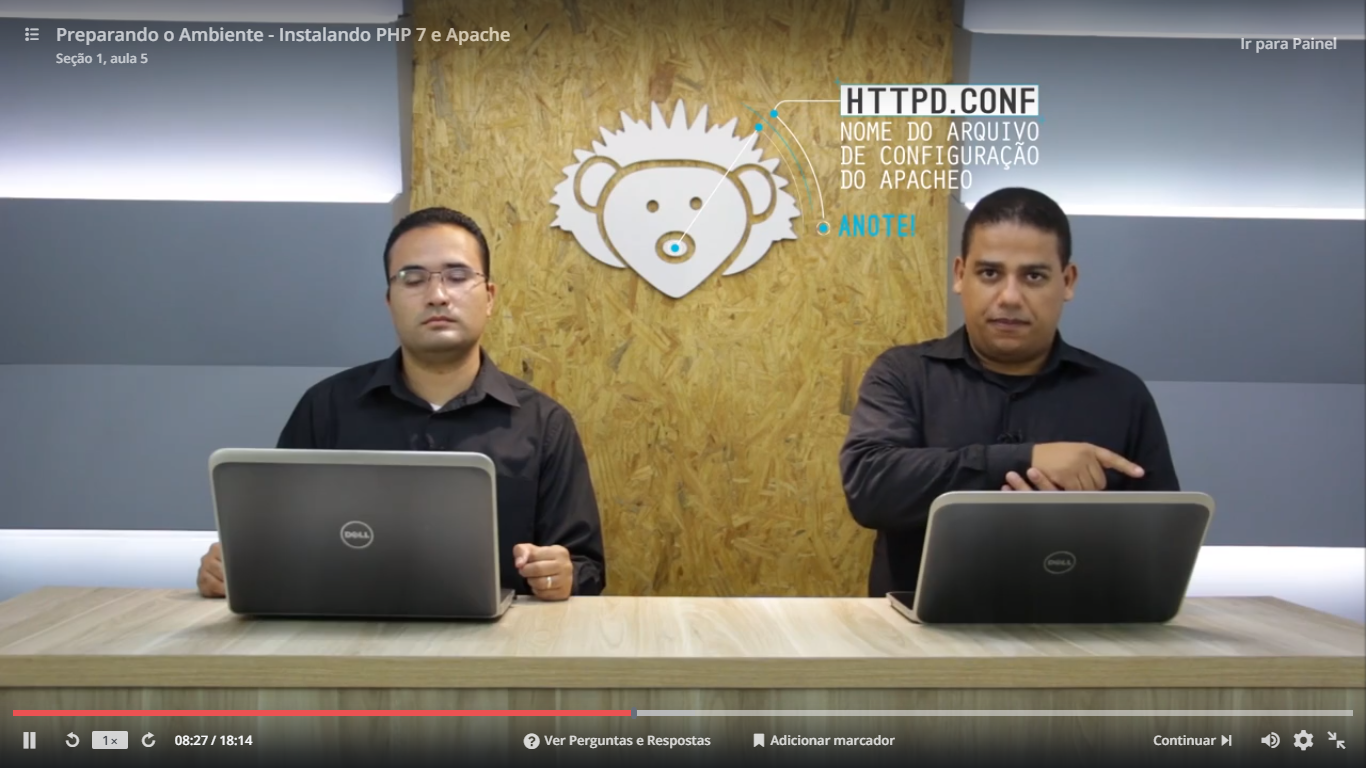 Preparando o Ambiente - Instalando PHP 7 e Apache
Seção 1, aula 5
Ir para Painel
HTTPD.CONF
NOME DO ARQUIVO
DE CONFIGURAÇÃO
DO APACHEO
ANOTE!
DELL
DELL
1×
08:27 / 18:14
Ver Perguntas e Respostas
Adicionar marcador
Continuar